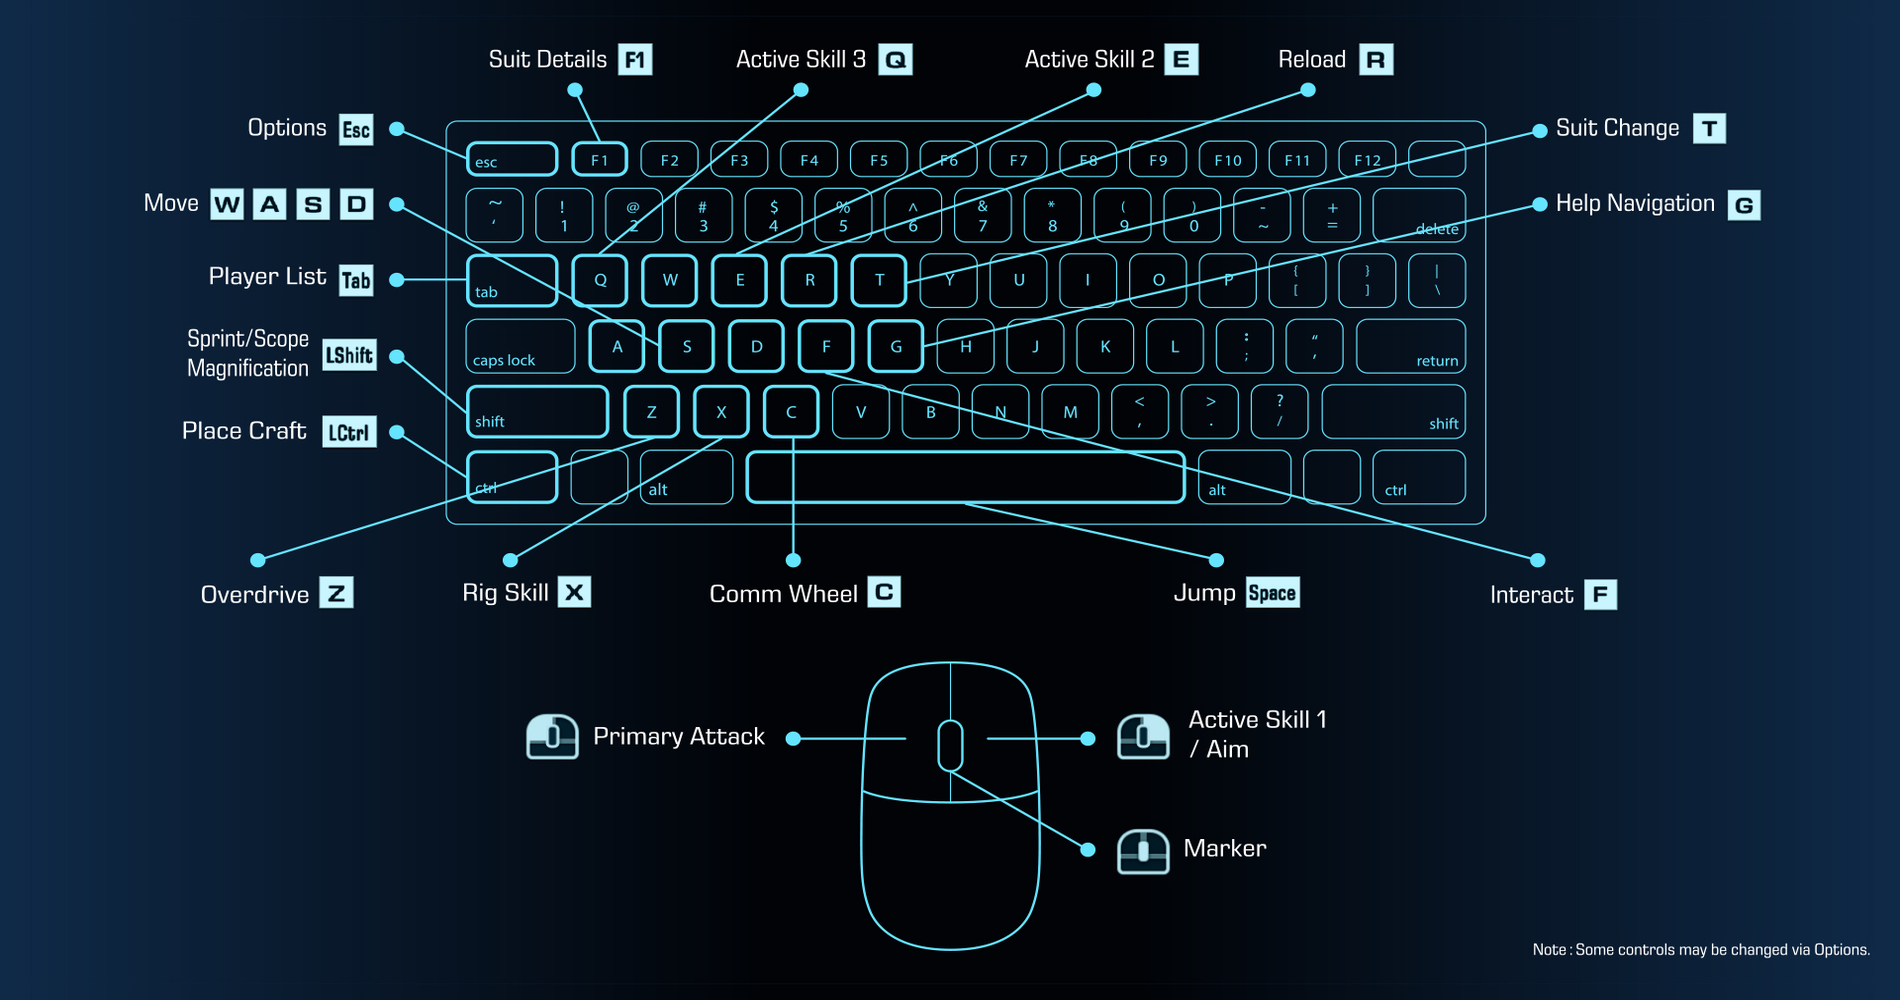 Suit Details F1
Active Skill 3 Q
Active Skill 2 E
Reload R
Options Esc
Suit Change T
Move W A S D
Help Navigation G
Player List Tab
Sprint/Scope
Magnification LShift
Place Craft LCtrl
esc F1 F2 F3 F4 F5 F6 F7 F8 F9 F10 F11 F12
~ ! @ # $ % ^ & * ( ) - +
‘ 1 2 3 4 5 6 7 8 9 0 ~ = delete
tab Q W E R T Y U I O P { [ } ] | \
caps lock A S D F G H J K L : ; “ ‘ return
shift Z X C V B N M < , > . ? / shift
ctrl alt alt ctrl
Overdrive Z
Rig Skill X
Comm Wheel C
Jump Space
Interact F
Primary Attack
Active Skill 1
/ Aim
Marker
Note : Some controls may be changed via Options.